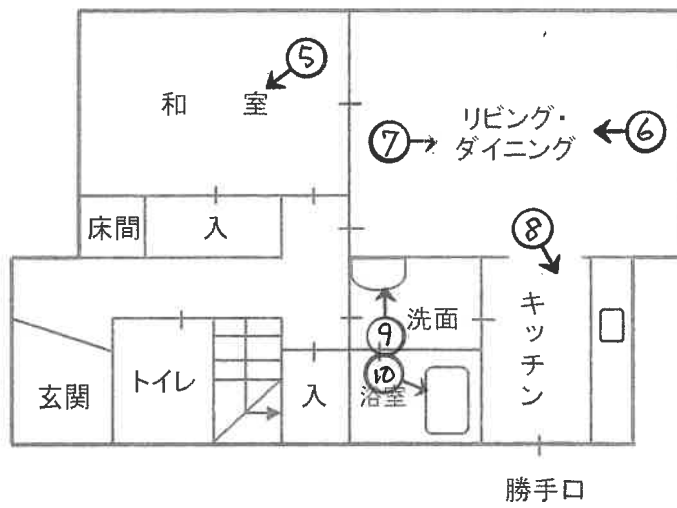 ⑤
和 室
⑦
リビング・
ダイニング
⑥
床間
入
⑧
キッチン
洗面
⑨
⑩
浴室
玄関
トイレ
入
勝手口